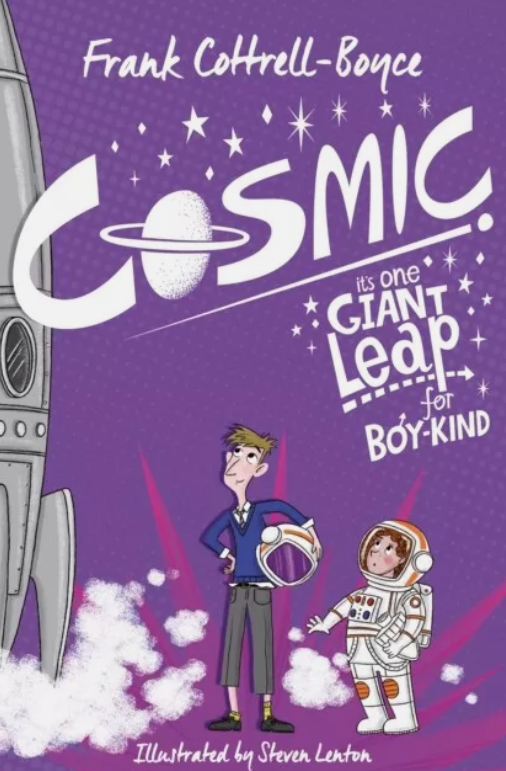 Frank Cottrell-Boyce
COSMIC.
it's one
GIANT
Leap
for
BOY-KIND
Illustrated by Steven Lenton